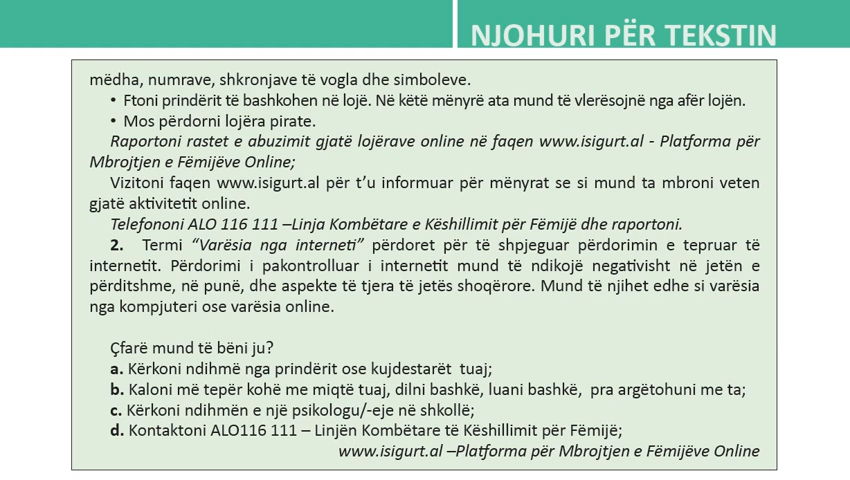 NJOHURI PËR TEKSTIN
mëdha, numrave, shkronjave të vogla dhe simboleve.
• Ftoni prindërit të bashkohen në lojë. Në këtë mënyrë ata mund të vlerësojnë nga afër lojën.
• Mos përdorni lojëra pirate.
Raportoni rastet e abuzimit gjatë lojërave online në faqen www.isigurt.al - Platforma për
Mbrojtjen e Fëmijëve Online;
Vizitoni faqen www.isigurt.al për t’u informuar për mënyrat se si mund ta mbroni veten
gjatë aktivitetit online.
Telefononi ALO 116 111 –Linja Kombëtare e Këshillimit për Fëmijë dhe raportoni.
2. Termi “Varësia nga interneti” përdoret për të shpjeguar përdorimin e tepruar të
internetit. Përdorimi i pakontrolluar i internetit mund të ndikojë negativisht në jetën e
përditshme, në punë, dhe aspekte të tjera të jetës shoqërore. Mund të njihet edhe si varësia
nga kompjuteri ose varësia online.
Çfarë mund të bëni ju?
a. Kërkoni ndihmë nga prindërit ose kujdestarët tuaj;
b. Kaloni më tepër kohë me miqtë tuaj, dilni bashkë, luani bashkë, pra argëtohuni me ta;
c. Kërkoni ndihmën e një psikologu/-eje në shkollë;
d. Kontaktoni ALO116 111 – Linjën Kombëtare të Këshillimit për Fëmijë;
www.isigurt.al –Platforma për Mbrojtjen e Fëmijëve Online